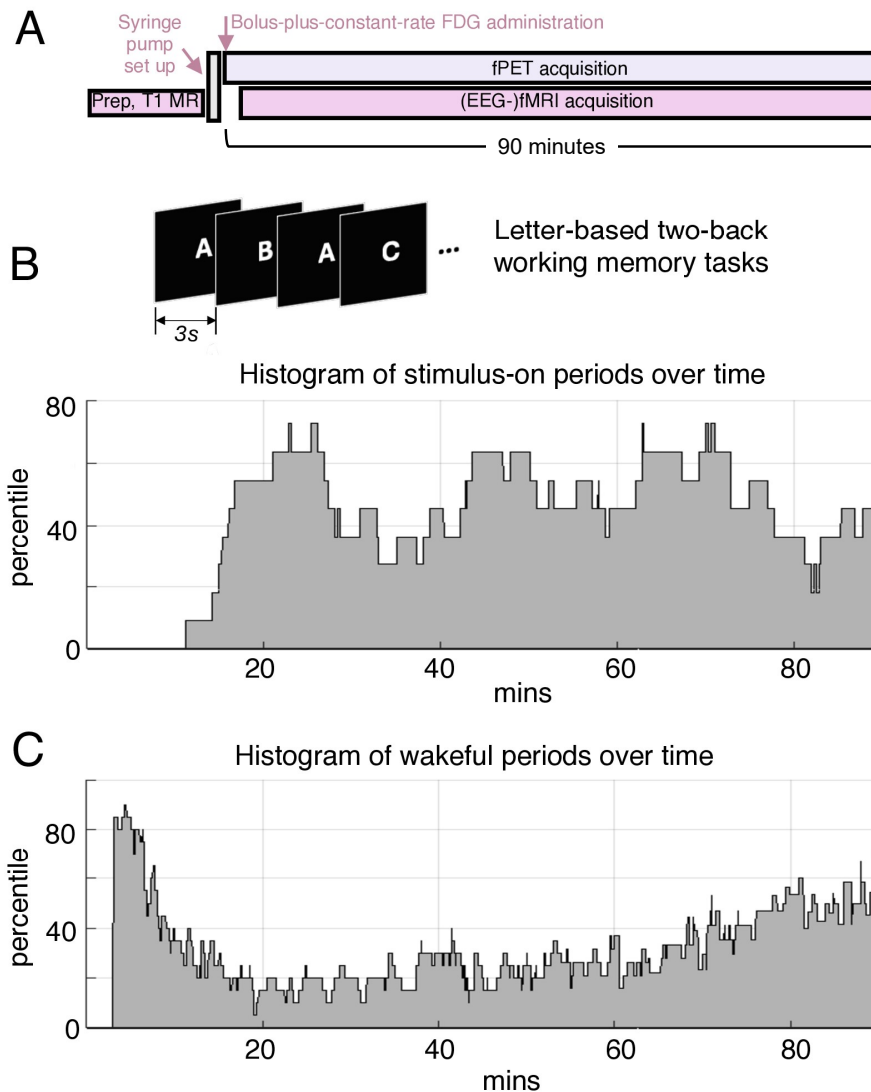 A
Syringe
pump
set up
Bolus-plus-constant-rate FDG administration
fPET acquisition
Prep, T1 MR
(EEG-)fMRI acquisition
90 minutes
B
A
B
A
C
...
3s
Letter-based two-back
working memory tasks
Histogram of stimulus-on periods over time
80
40
0
percentile
20
40
60
80
mins
C
Histogram of wakeful periods over time
80
40
0
percentile
20
40
60
80
mins